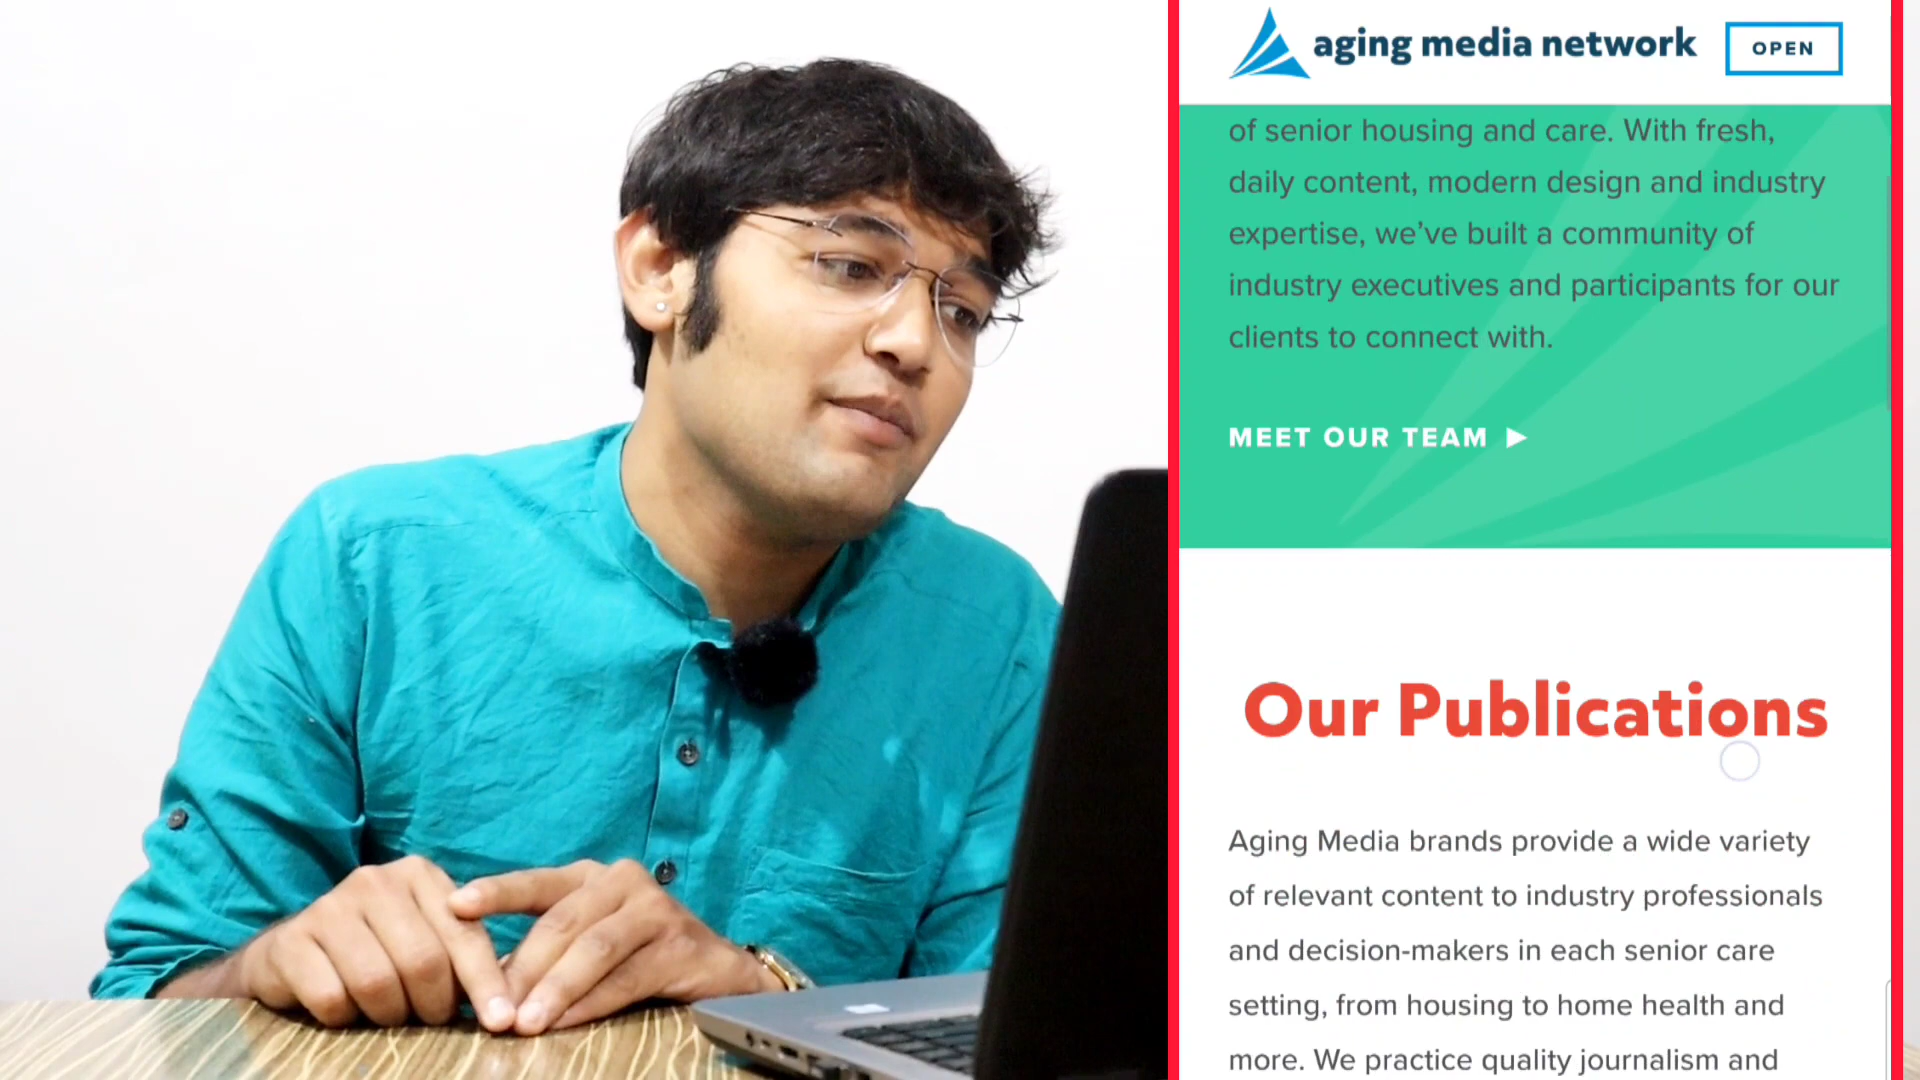 aging media network
OPEN
of senior housing and care. With fresh,
daily content, modern design and industry
expertise, we’ve built a community of
industry executives and participants for our
clients to connect with.
MEET OUR TEAM ▶
Our Publications
Aging Media brands provide a wide variety
of relevant content to industry professionals
and decision-makers in each senior care
setting, from housing to home health and
more. We practice quality journalism and